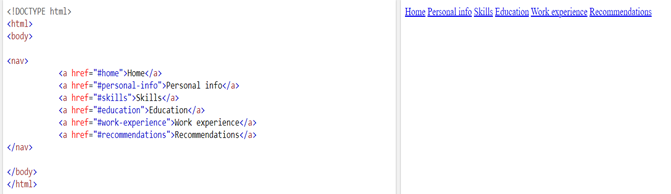 <!DOCTYPE html>
<html>
<body>
<nav>
<a href="#home">Home</a>
<a href="#personal-info">Personal info</a>
<a href="#skills">Skills</a>
<a href="#education">Education</a>
<a href="#work-experience">Work experience</a>
<a href="#recommendations">Recommendations</a>
</nav>
</body>
</html>
Home Personal info Skills Education Work experience Recommendations